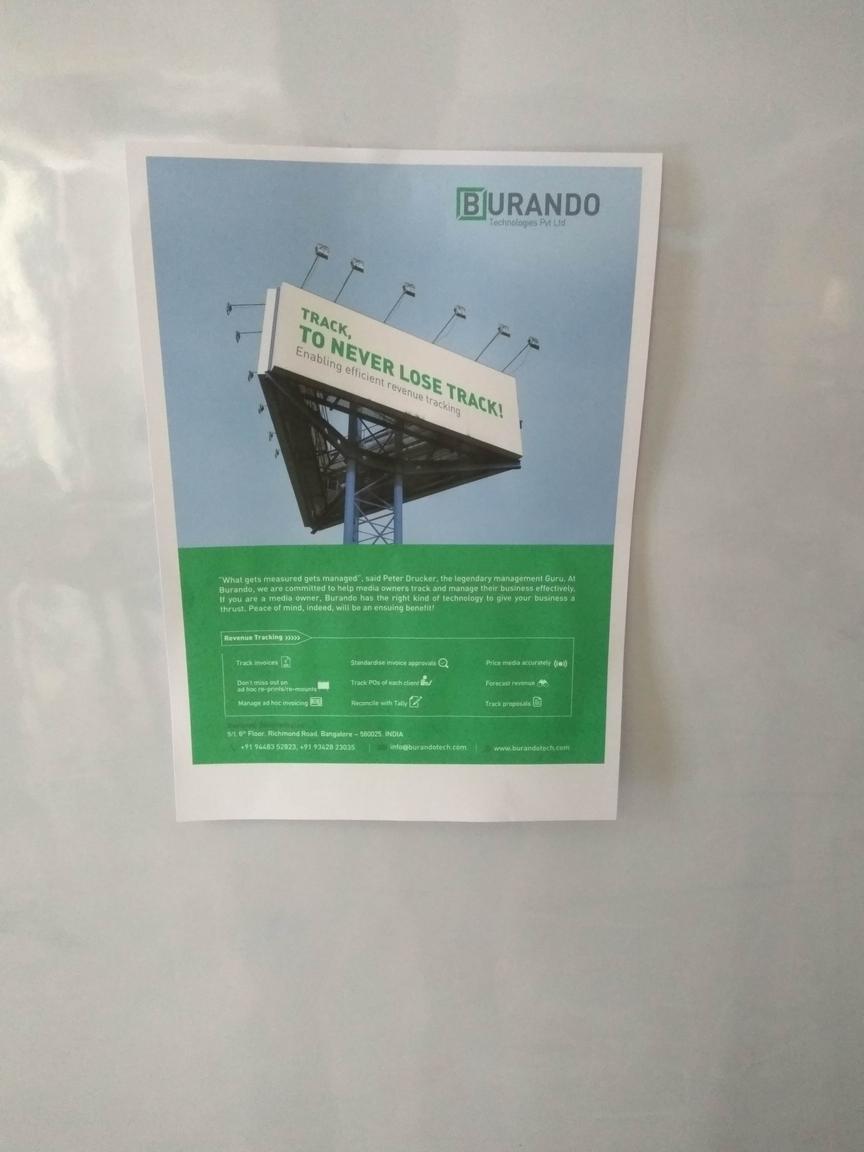 BURANDO
Technologies Pvt Ltd
TRACK,
TO NEVER LOSE TRACK!
Enabling efficient revenue tracking
"What gets measured gets managed", said Peter Drucker, the legendary management Guru. At
Burando, we are committed to help media owners track and manage their business effectively.
If you are a media owner, Burando has the right kind of technology to give your business a
thrust. Peace of mind, indeed, will be an ensuing benefit!
Revenue Tracking >>>>>
Track invoices
Standardise invoice approvals
Price media accurately
Don't miss out on
ad hoc re-prints/re-mounts
Track POs of each client
Forecast revenue
Manage ad hoc invoicing
Reconcile with Tally
Track proposals
9/1, 6th Floor, Richmond Road, Bangalore – 560025. INDIA
+91 94483 52823, +91 93428 23035 | info@burandotech.com | www.burandotech.com